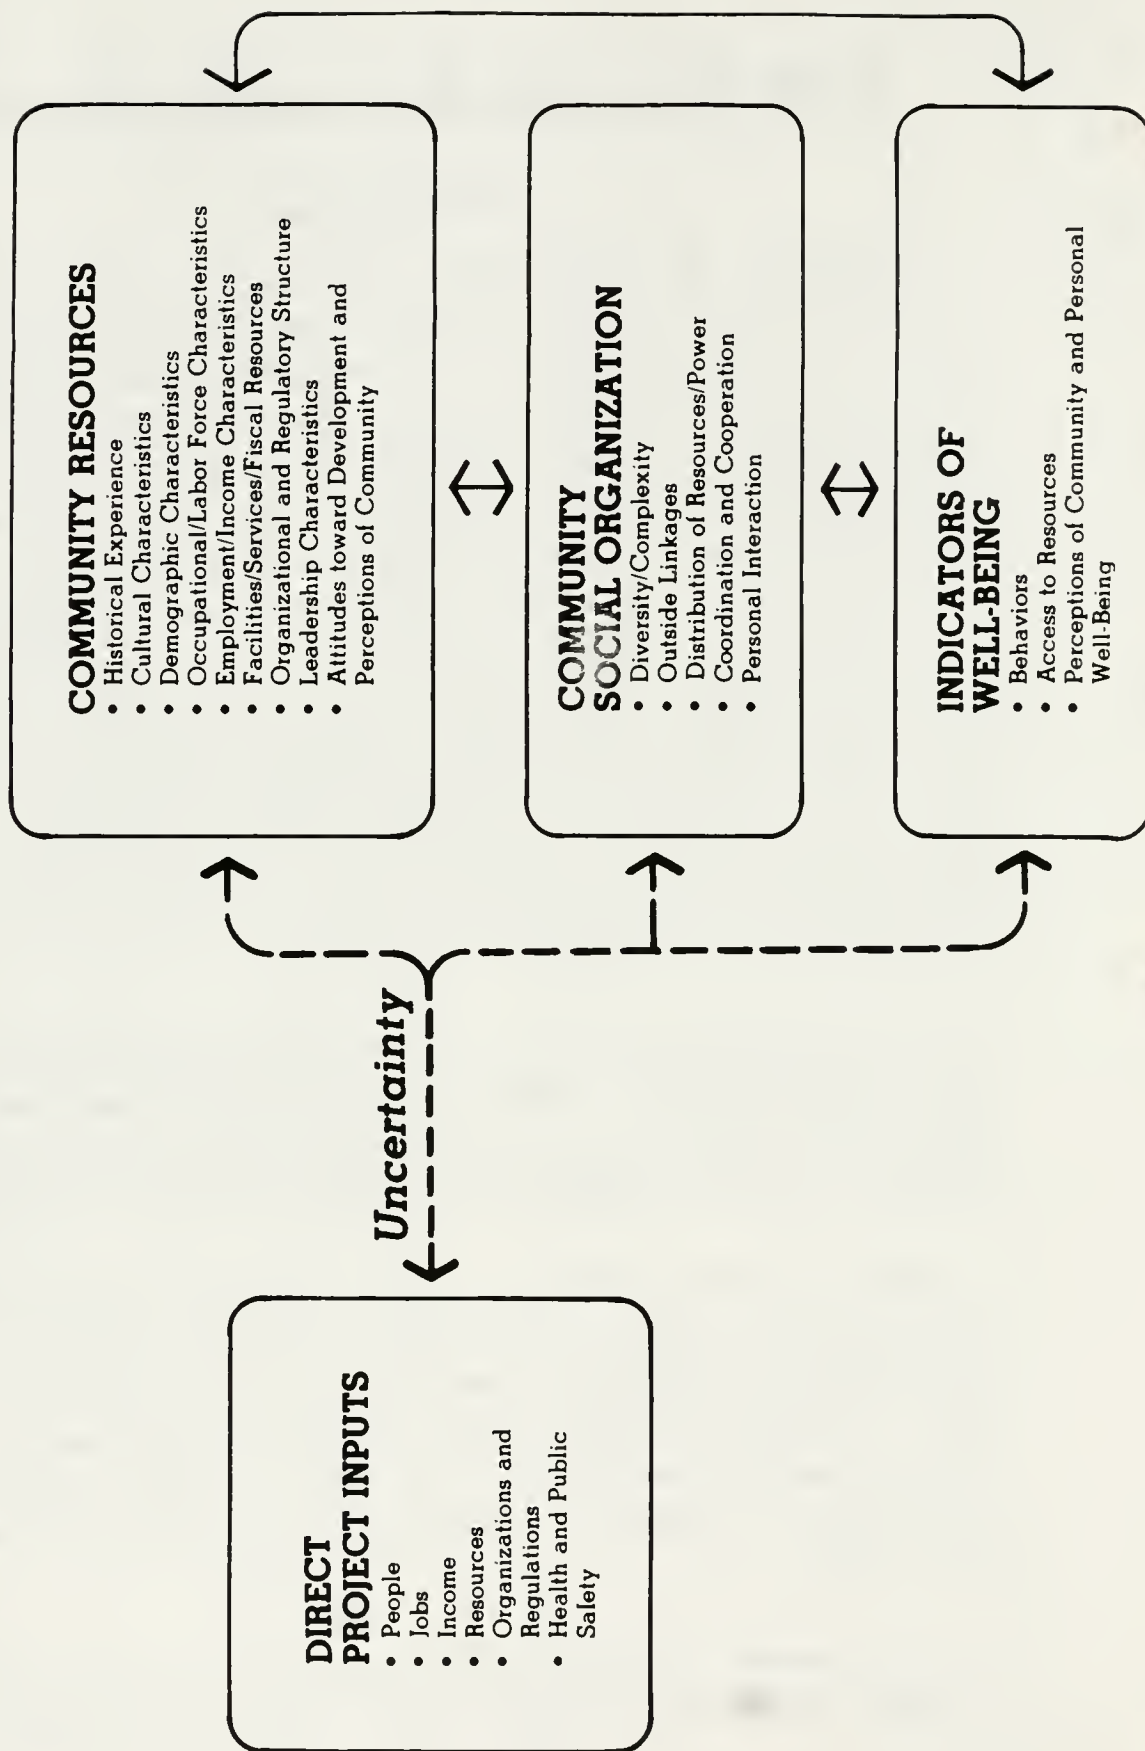 DIRECT
PROJECT INPUTS
• People
• Jobs
• Income
• Resources
• Organizations and
Regulations
• Health and Public
Safety
Uncertainty
COMMUNITY RESOURCES
• Historical Experience
• Cultural Characteristics
• Demographic Characteristics
• Occupational/Labor Force Characteristics
• Employment/Income Characteristics
• Facilities/Services/Fiscal Resources
• Organizational and Regulatory Structure
• Leadership Characteristics
• Attitudes toward Development and
Perceptions of Community
COMMUNITY
SOCIAL ORGANIZATION
• Diversity/Complexity
• Outside Linkages
• Distribution of Resources/Power
• Coordination and Cooperation
• Personal Interaction
INDICATORS OF
WELL-BEING
• Behaviors
• Access to Resources
• Perceptions of Community and Personal
Well-Being